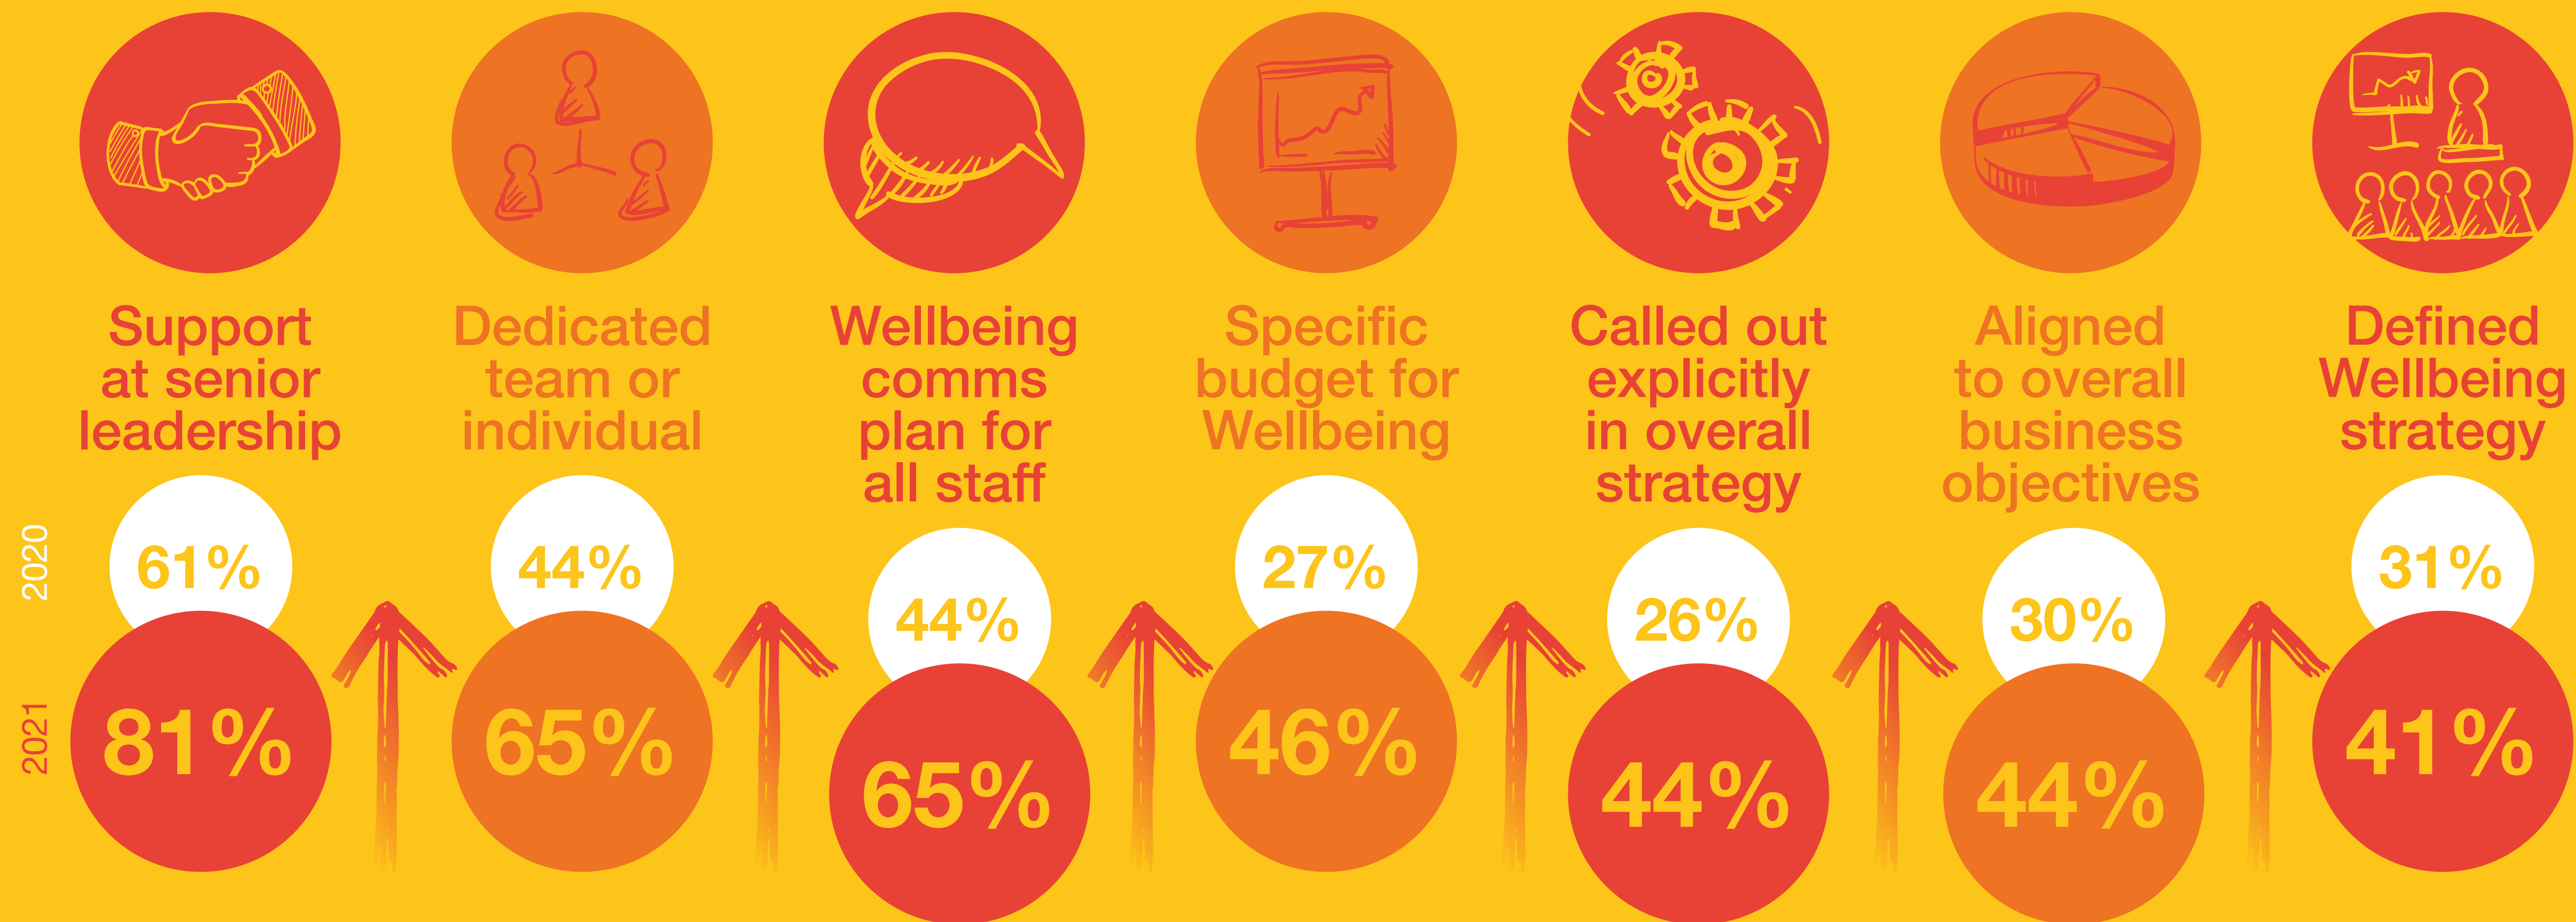 Support
at senior
leadership
Dedicated
team or
individual
Wellbeing
comms
plan for
all staff
Specific
budget for
Wellbeing
Called out
explicitly
in overall
strategy
Aligned
to overall
business
objectives
Defined
Wellbeing
strategy
2020
61%
44%
44%
27%
26%
30%
31%
2021
81%
65%
65%
46%
44%
44%
41%